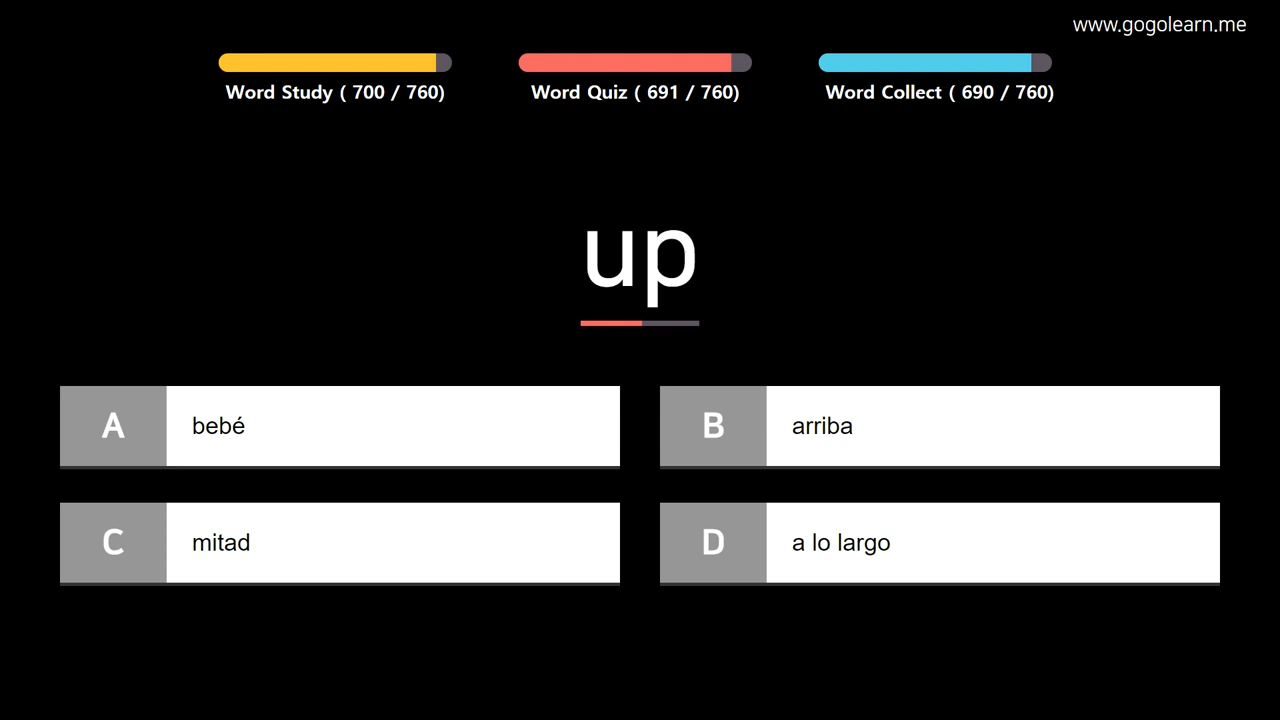 www.gogolearn.me
Word Study ( 700 / 760)
Word Quiz ( 691 / 760)
Word Collect ( 690 / 760)
up
A bebé
B arriba
C mitad
D a lo largo